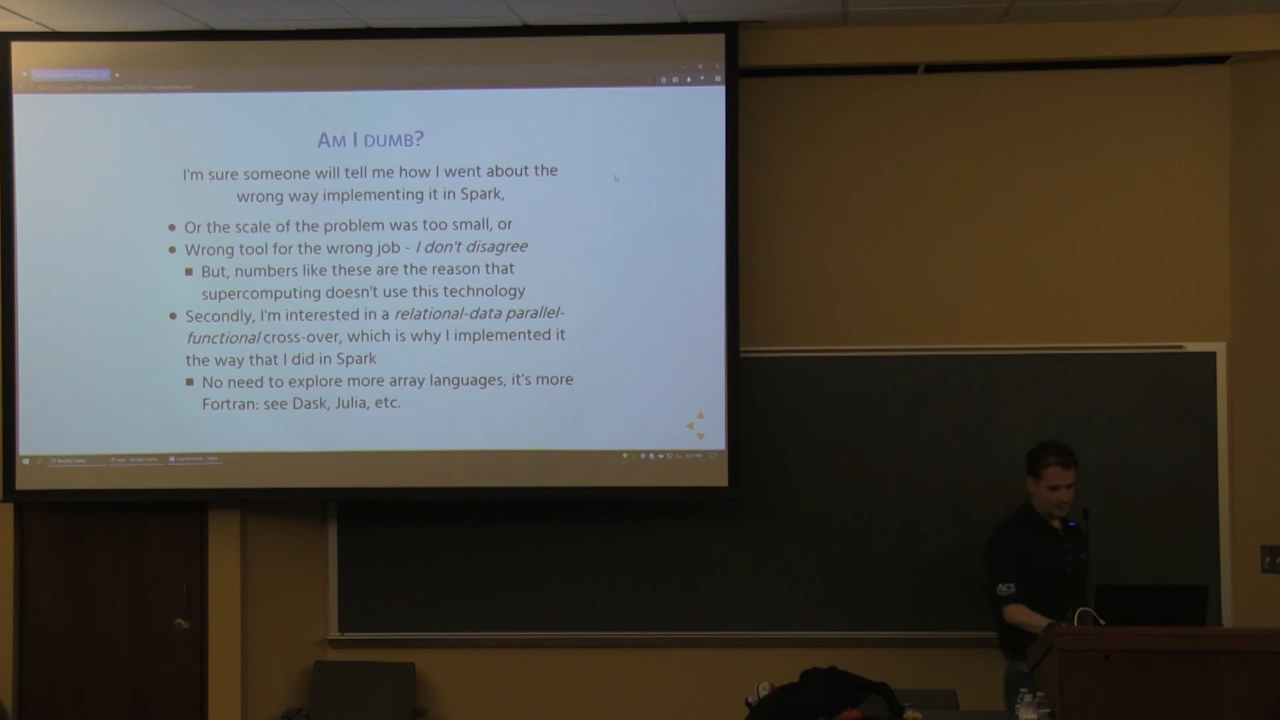 AM I DUMB?
I'm sure someone will tell me how I went about the
wrong way implementing it in Spark,
• Or the scale of the problem was too small, or
• Wrong tool for the wrong job - I don't disagree
▪ But, numbers like these are the reason that
supercomputing doesn't use this technology
• Secondly, I'm interested in a relational-data parallel-
functional cross-over, which is why I implemented it
the way that I did in Spark
▪ No need to explore more array languages, it's more
Fortran: see Dask, Julia, etc.
ACS